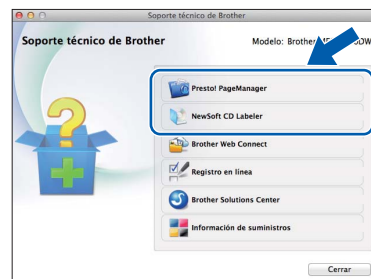 Soporte técnico de Brother
Soporte técnico de Brother
Modelo: Brother
Presto! PageManager
NewSoft CD Labeler
Brother Web Connect
Registro en línea
Brother Solutions Center
Información de suministros
Cerrar